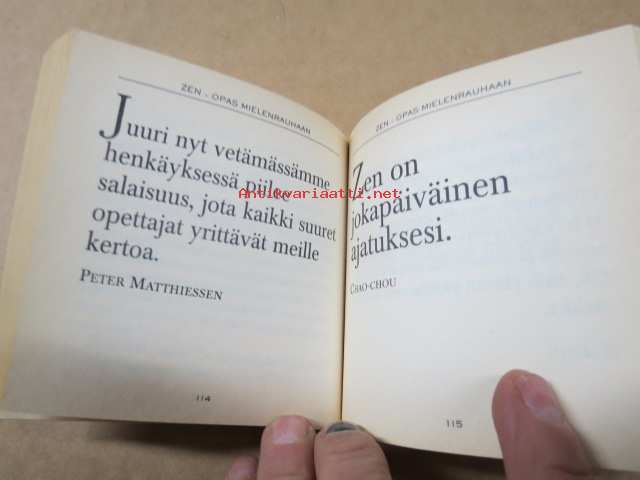 ZEN - OPAS MIELENRAUHAAN
Juuri nyt vetämässämme
henkäyksessä piilee
salaisuus, jota kaikki suuret
opettajat yrittävät meille
kertoa.
PETER MATTHIESSEN
114
ZEN - OPAS MIELENRAUHAAN
Zen on
jokapäiväinen
ajatuksesi.
CHAO-CHOU
115
Antikvariaatti.net